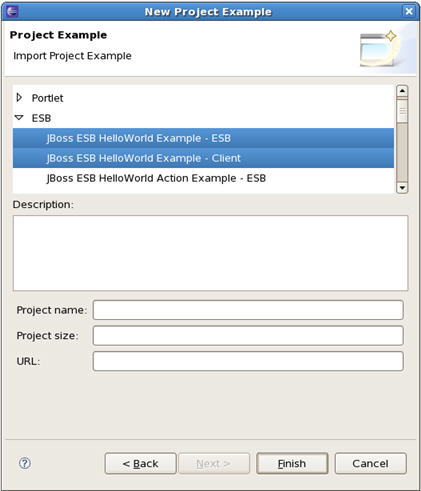 New Project Example
Project Example
Import Project Example
Portlet
ESB
JBoss ESB HelloWorld Example - ESB
JBoss ESB HelloWorld Example - Client
JBoss ESB HelloWorld Action Example - ESB
Description:
Project name:
Project size:
URL:
? < Back Next > Finish Cancel